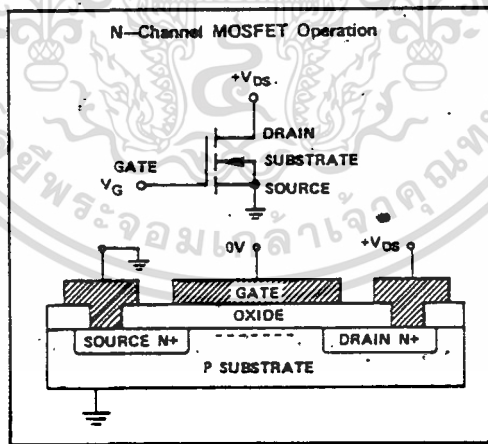 N-Channel MOSFET Operation
+VDS
DRAIN
GATE
SUBSTRATE
VG
SOURCE
0V
+VDS
GATE
OXIDE
SOURCE N+
DRAIN N+
P SUBSTRATE